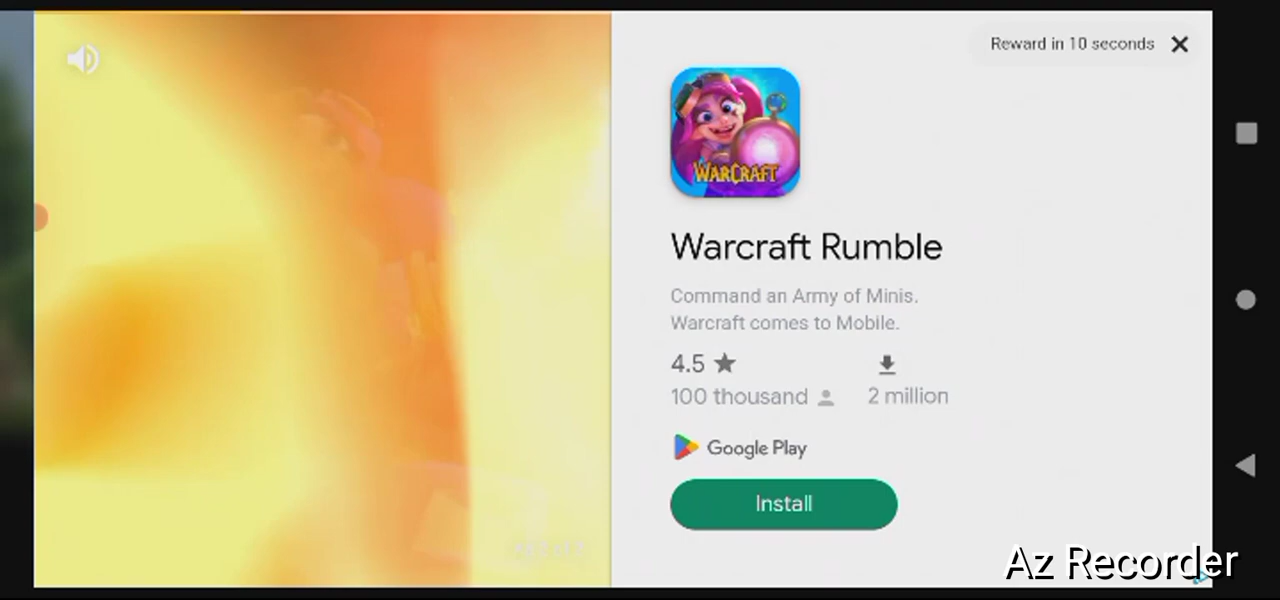 Reward in 10 seconds
WARCRAFT
Warcraft Rumble
Command an Army of Minis.
Warcraft comes to Mobile.
4.5
100 thousand
2 million
Google Play
Install
Az Recorder